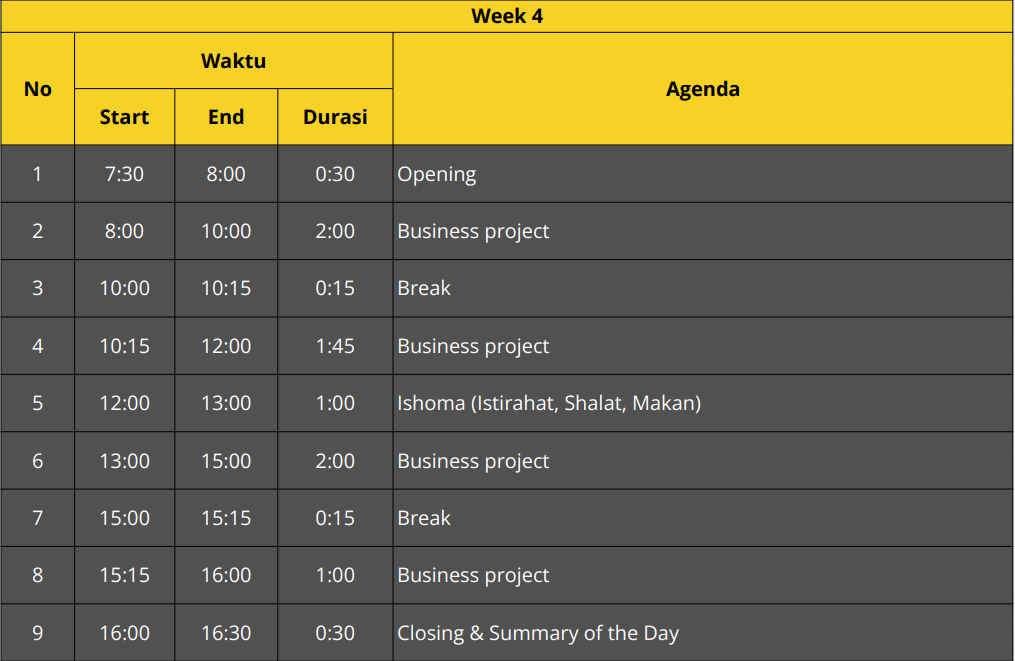 Week 4
No Waktu Agenda
Start End Durasi
1 7:30 8:00 0:30 Opening
2 8:00 10:00 2:00 Business project
3 10:00 10:15 0:15 Break
4 10:15 12:00 1:45 Business project
5 12:00 13:00 1:00 Ishoma (Istirahat, Shalat, Makan)
6 13:00 15:00 2:00 Business project
7 15:00 15:15 0:15 Break
8 15:15 16:00 1:00 Business project
9 16:00 16:30 0:30 Closing & Summary of the Day